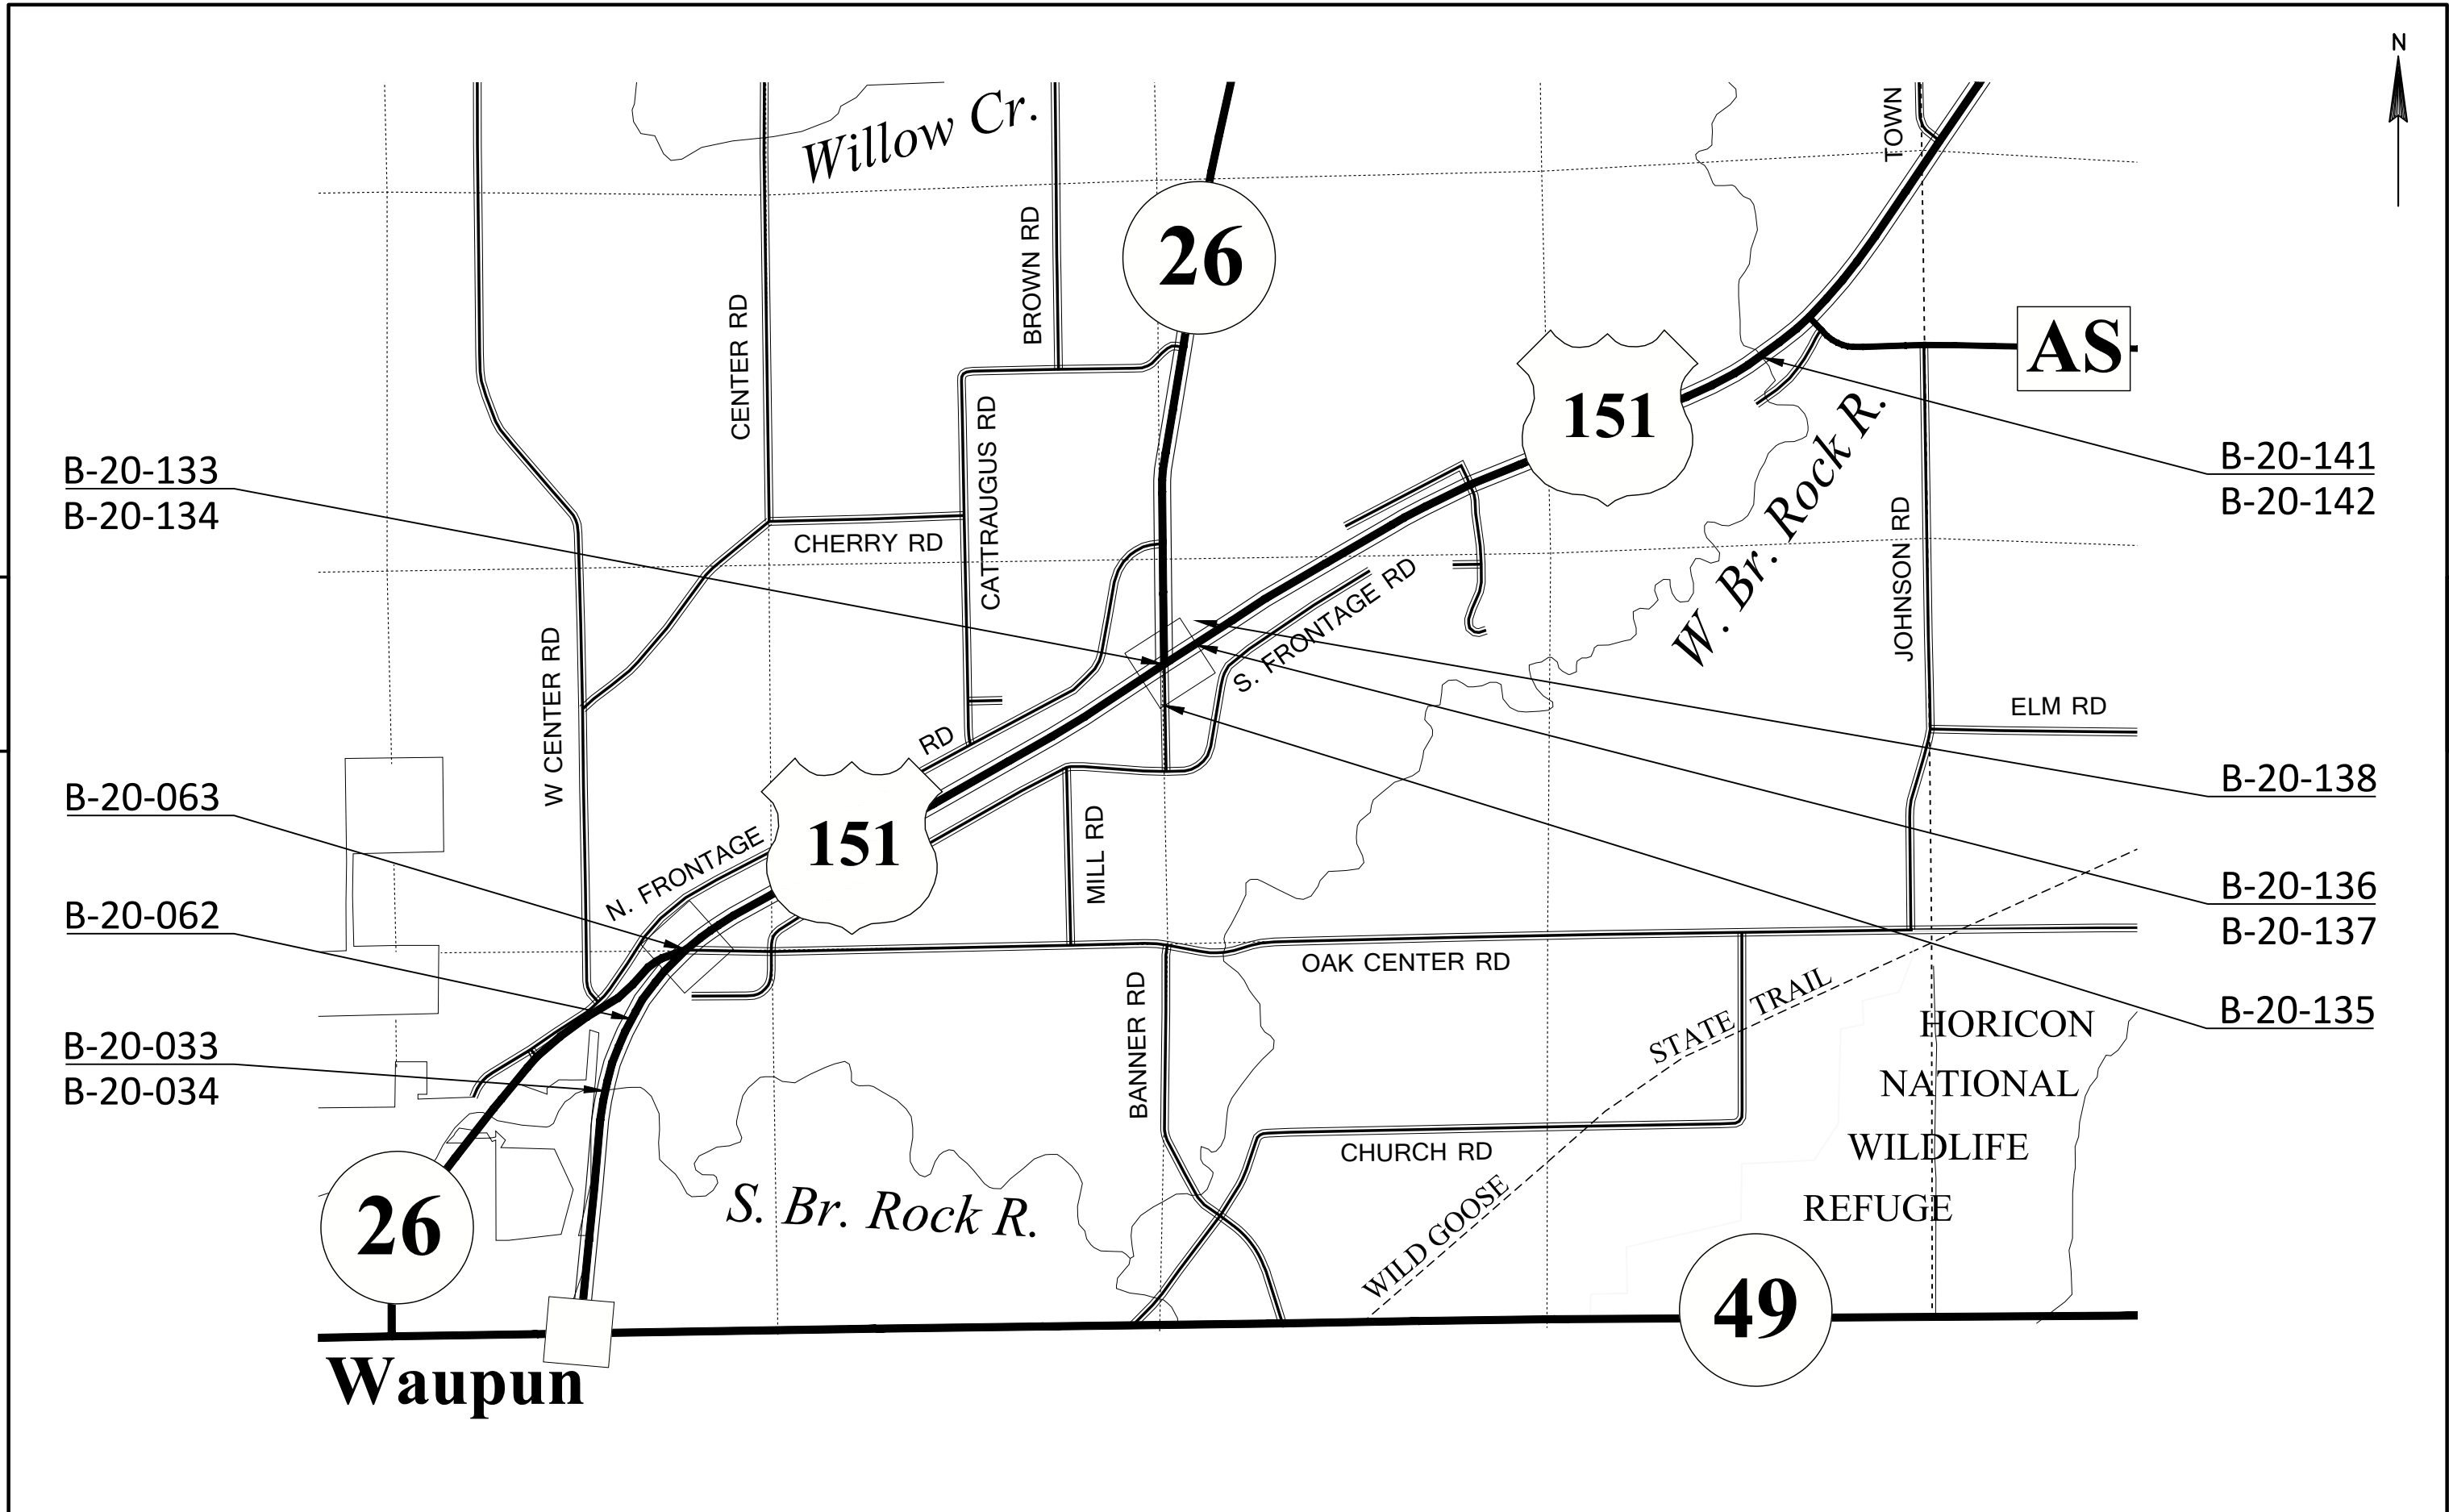 N
Willow Cr.
TOWN
26
BROWN RD
CENTER RD
AS
151
CATTRAUGUS RD
W. Br. Rock R.
B-20-133
B-20-134
B-20-141
B-20-142
CHERRY RD
JOHNSON RD
S. FRONTAGE RD
W CENTER RD
ELM RD
RD
B-20-138
B-20-063
151
MILL RD
N. FRONTAGE
B-20-136
B-20-137
B-20-062
OAK CENTER RD
B-20-135
STATE TRAIL
HORICON
NATIONAL
WILDLIFE
REFUGE
B-20-033
B-20-034
BANNER RD
CHURCH RD
S. Br. Rock R.
26
WILD GOOSE
49
Waupun